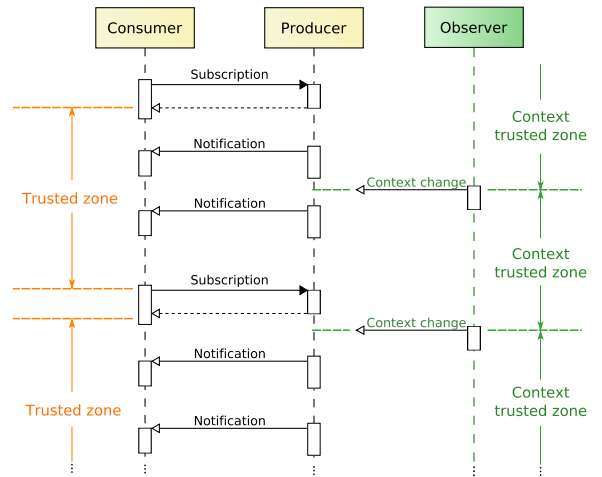 Consumer
Producer
Observer
Subscription
Context
trusted zone
Notification
Context change
Trusted zone
Notification
Context
trusted zone
Subscription
Context change
Notification
Context
trusted zone
Trusted zone
Notification